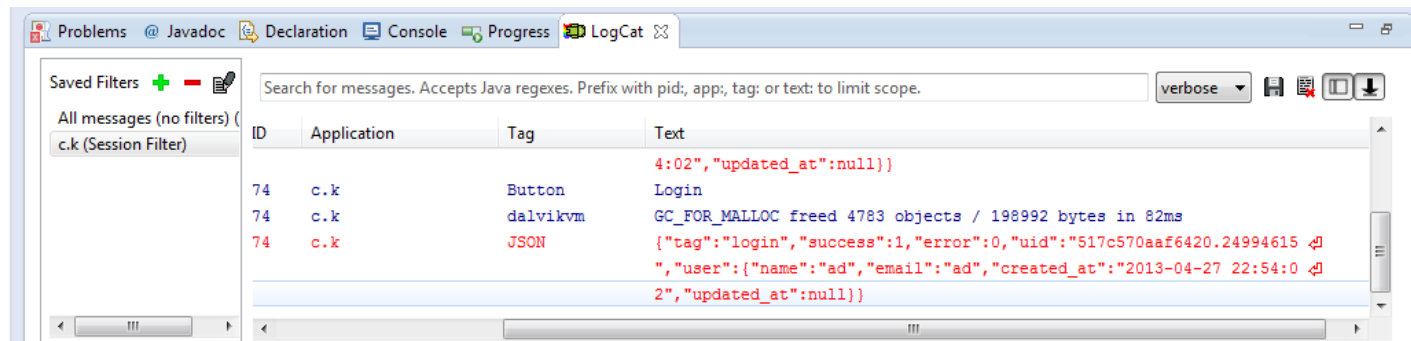 Problems @ Javadoc Declaration Console Progress LogCat
Saved Filters
Search for messages. Accepts Java regexes. Prefix with pid:, app:, tag: or text: to limit scope.
verbose
All messages (no filters) (
c.k (Session Filter)
ID Application Tag Text
4:02","updated_at":null}}
74 c.k Button Login
74 c.k dalvikvm GC_FOR_MALLOC freed 4783 objects / 198992 bytes in 82ms
74 c.k JSON {"tag":"login","success":1,"error":0,"uid":"517c570aaf6420.24994615
","user":{"name":"ad","email":"ad","created_at":"2013-04-27 22:54:0
2","updated_at":null}}